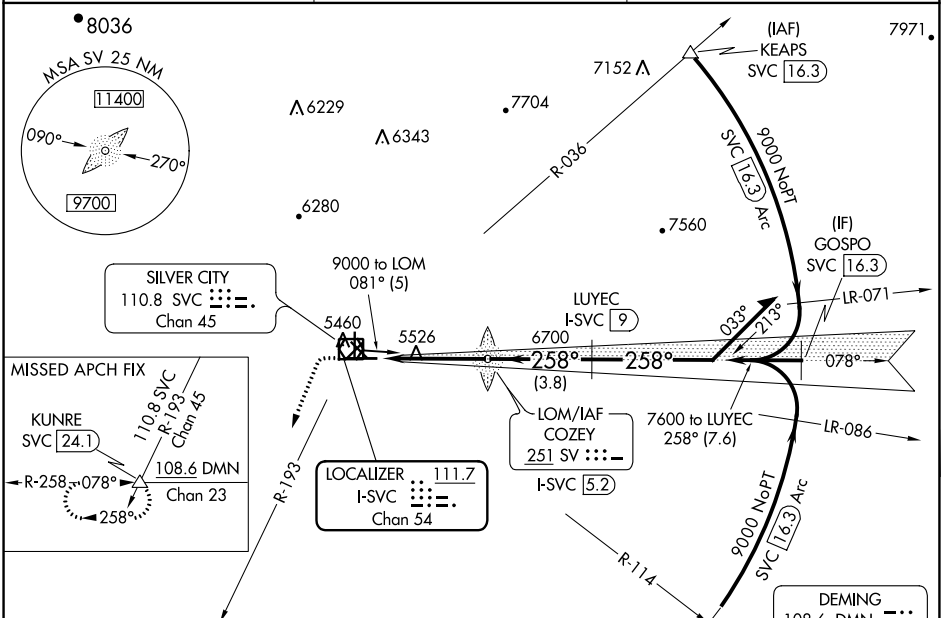 8036
MSA SV 25 NM
11400
090°
270°
9700
6229
6343
7704
7152
(IAF)
KEAPS
SVC 16.3
7971
R-036
9000 NoPT
SVC 16.3 Arc
6280
7560
(IF)
GOSPO
SVC 16.3
SILVER CITY
110.8 SVC
Chan 45
9000 to LOM
081° (5)
LUYEC
I-SVC 9
LR-071
033°
213°
5460
5526
6700
258°
258°
078°
(3.8)
MISSED APCH FIX
KUNRE
SVC 24.1
110.8 SVC
R-193
Chan 45
108.6 DMN
Chan 23
R-258
078°
258°
R-193
LOCALIZER 111.7
I-SVC
Chan 54
LOM/IAF
COZEY
251 SV
I-SVC 5.2
7600 to LUYEC
258° (7.6)
LR-086
9000 NoPT
SVC 16.3 Arc
R-114
DEMING
108.6 DMN